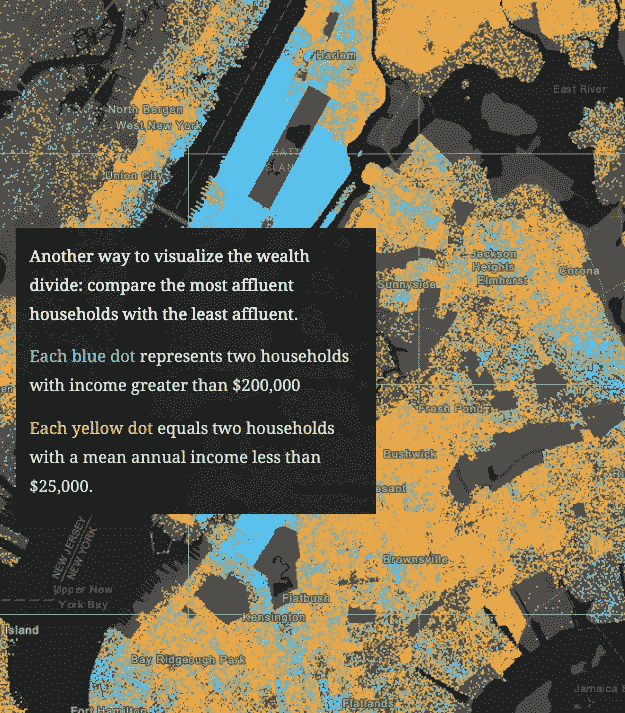 Harlem
East River
North Bergen
West New York
Union City
Another way to visualize the wealth
divide: compare the most affluent
households with the least affluent.
Each blue dot represents two households
with income greater than $200,000
Each yellow dot equals two households
with a mean annual income less than
$25,000.
Jackson
Heights
Elmhurst
Corona
Sunnyside
Fresh Pond
Bushwick
Brownsville
NEW JERSEY
NEW YORK
Upper New
York Bay
Island
Flatbush
Kensington
Bay Ridge
ough Park
Flatlands
Fort Hamilton
Jamaica